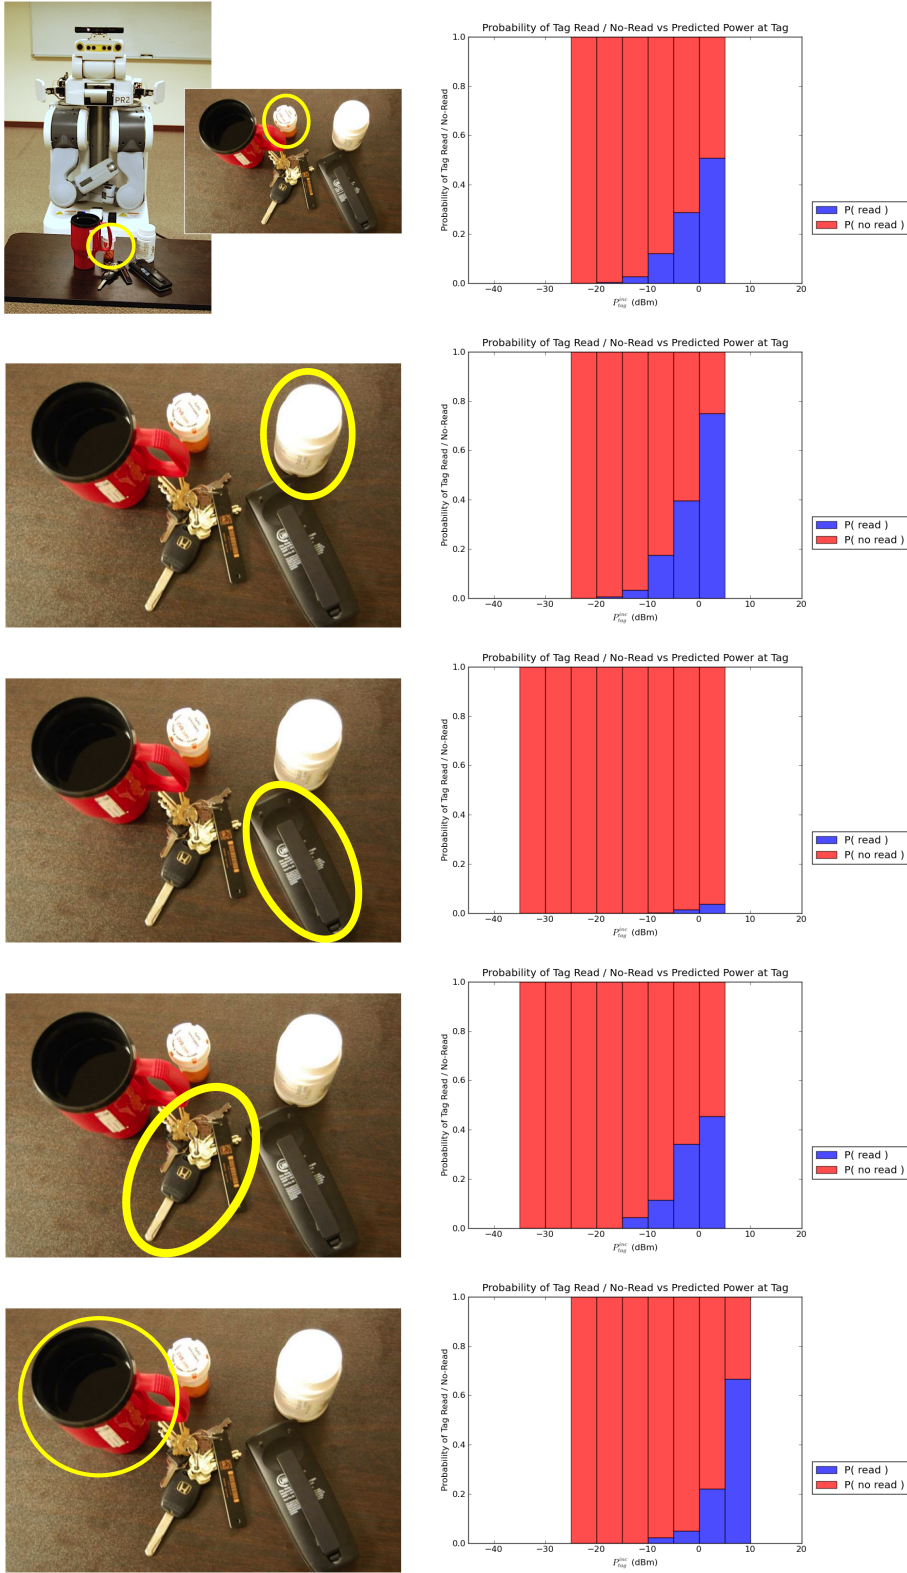 PR2
Probability of Tag Read / No-Read vs Predicted Power at Tag
Probability of Tag Read / No-Read
1.0
0.8
0.6
0.4
0.2
0.0
−40 −30 −20 −10 0 10 20
P_tag^inc (dBm)
P( read )
P( no read )
Probability of Tag Read / No-Read vs Predicted Power at Tag
Probability of Tag Read / No-Read
1.0
0.8
0.6
0.4
0.2
0.0
−40 −30 −20 −10 0 10 20
P_tag^inc (dBm)
P( read )
P( no read )
Probability of Tag Read / No-Read vs Predicted Power at Tag
Probability of Tag Read / No-Read
1.0
0.8
0.6
0.4
0.2
0.0
−40 −30 −20 −10 0 10 20
P_tag^inc (dBm)
P( read )
P( no read )
Probability of Tag Read / No-Read vs Predicted Power at Tag
Probability of Tag Read / No-Read
1.0
0.8
0.6
0.4
0.2
0.0
−40 −30 −20 −10 0 10 20
P_tag^inc (dBm)
P( read )
P( no read )
Probability of Tag Read / No-Read vs Predicted Power at Tag
Probability of Tag Read / No-Read
1.0
0.8
0.6
0.4
0.2
0.0
−40 −30 −20 −10 0 10 20
P_tag^inc (dBm)
P( read )
P( no read )